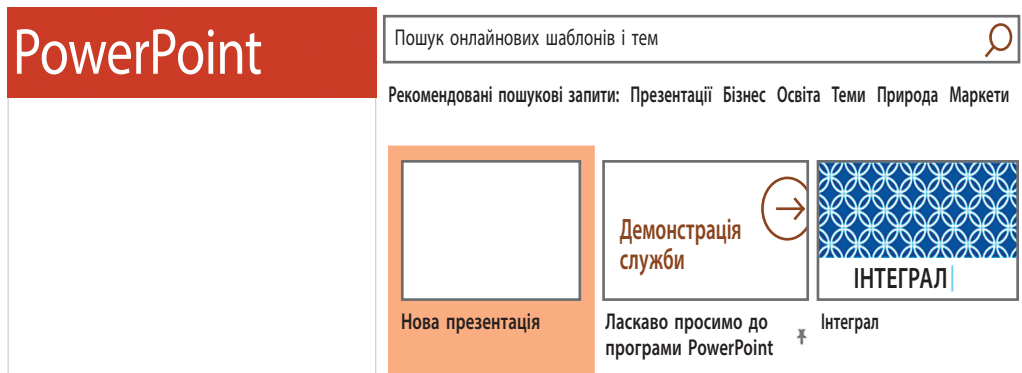 PowerPoint
Пошук онлайнових шаблонів і тем
Рекомендовані пошукові запити: Презентації Бізнес Освіта Теми Природа Маркети
Демонстрація
служби
ІНТЕГРАЛ
Нова презентація
Ласкаво просимо до
програми PowerPoint
Інтеграл